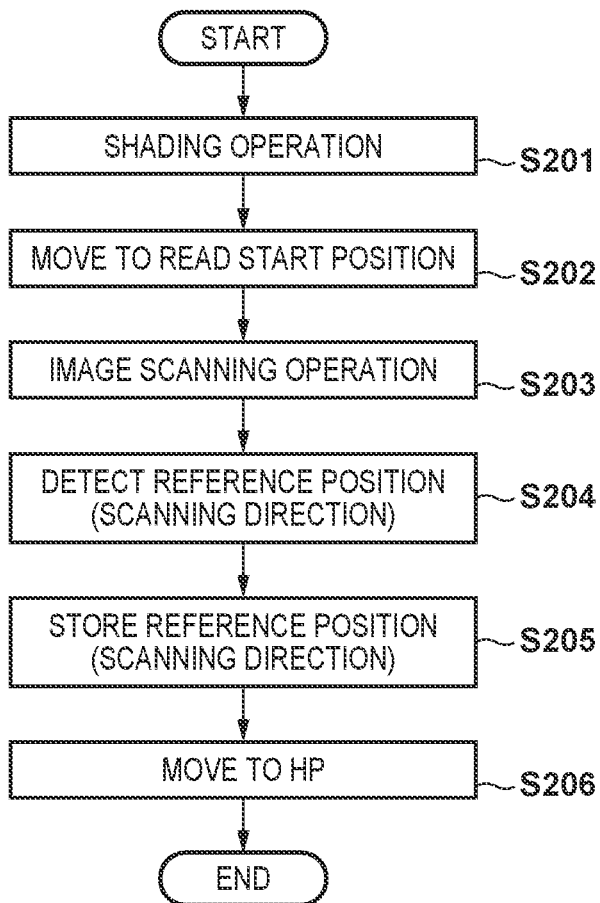 START
SHADING OPERATION
S201
MOVE TO READ START POSITION
S202
IMAGE SCANNING OPERATION
S203
DETECT REFERENCE POSITION
(SCANNING DIRECTION)
S204
STORE REFERENCE POSITION
(SCANNING DIRECTION)
S205
MOVE TO HP
S206
END